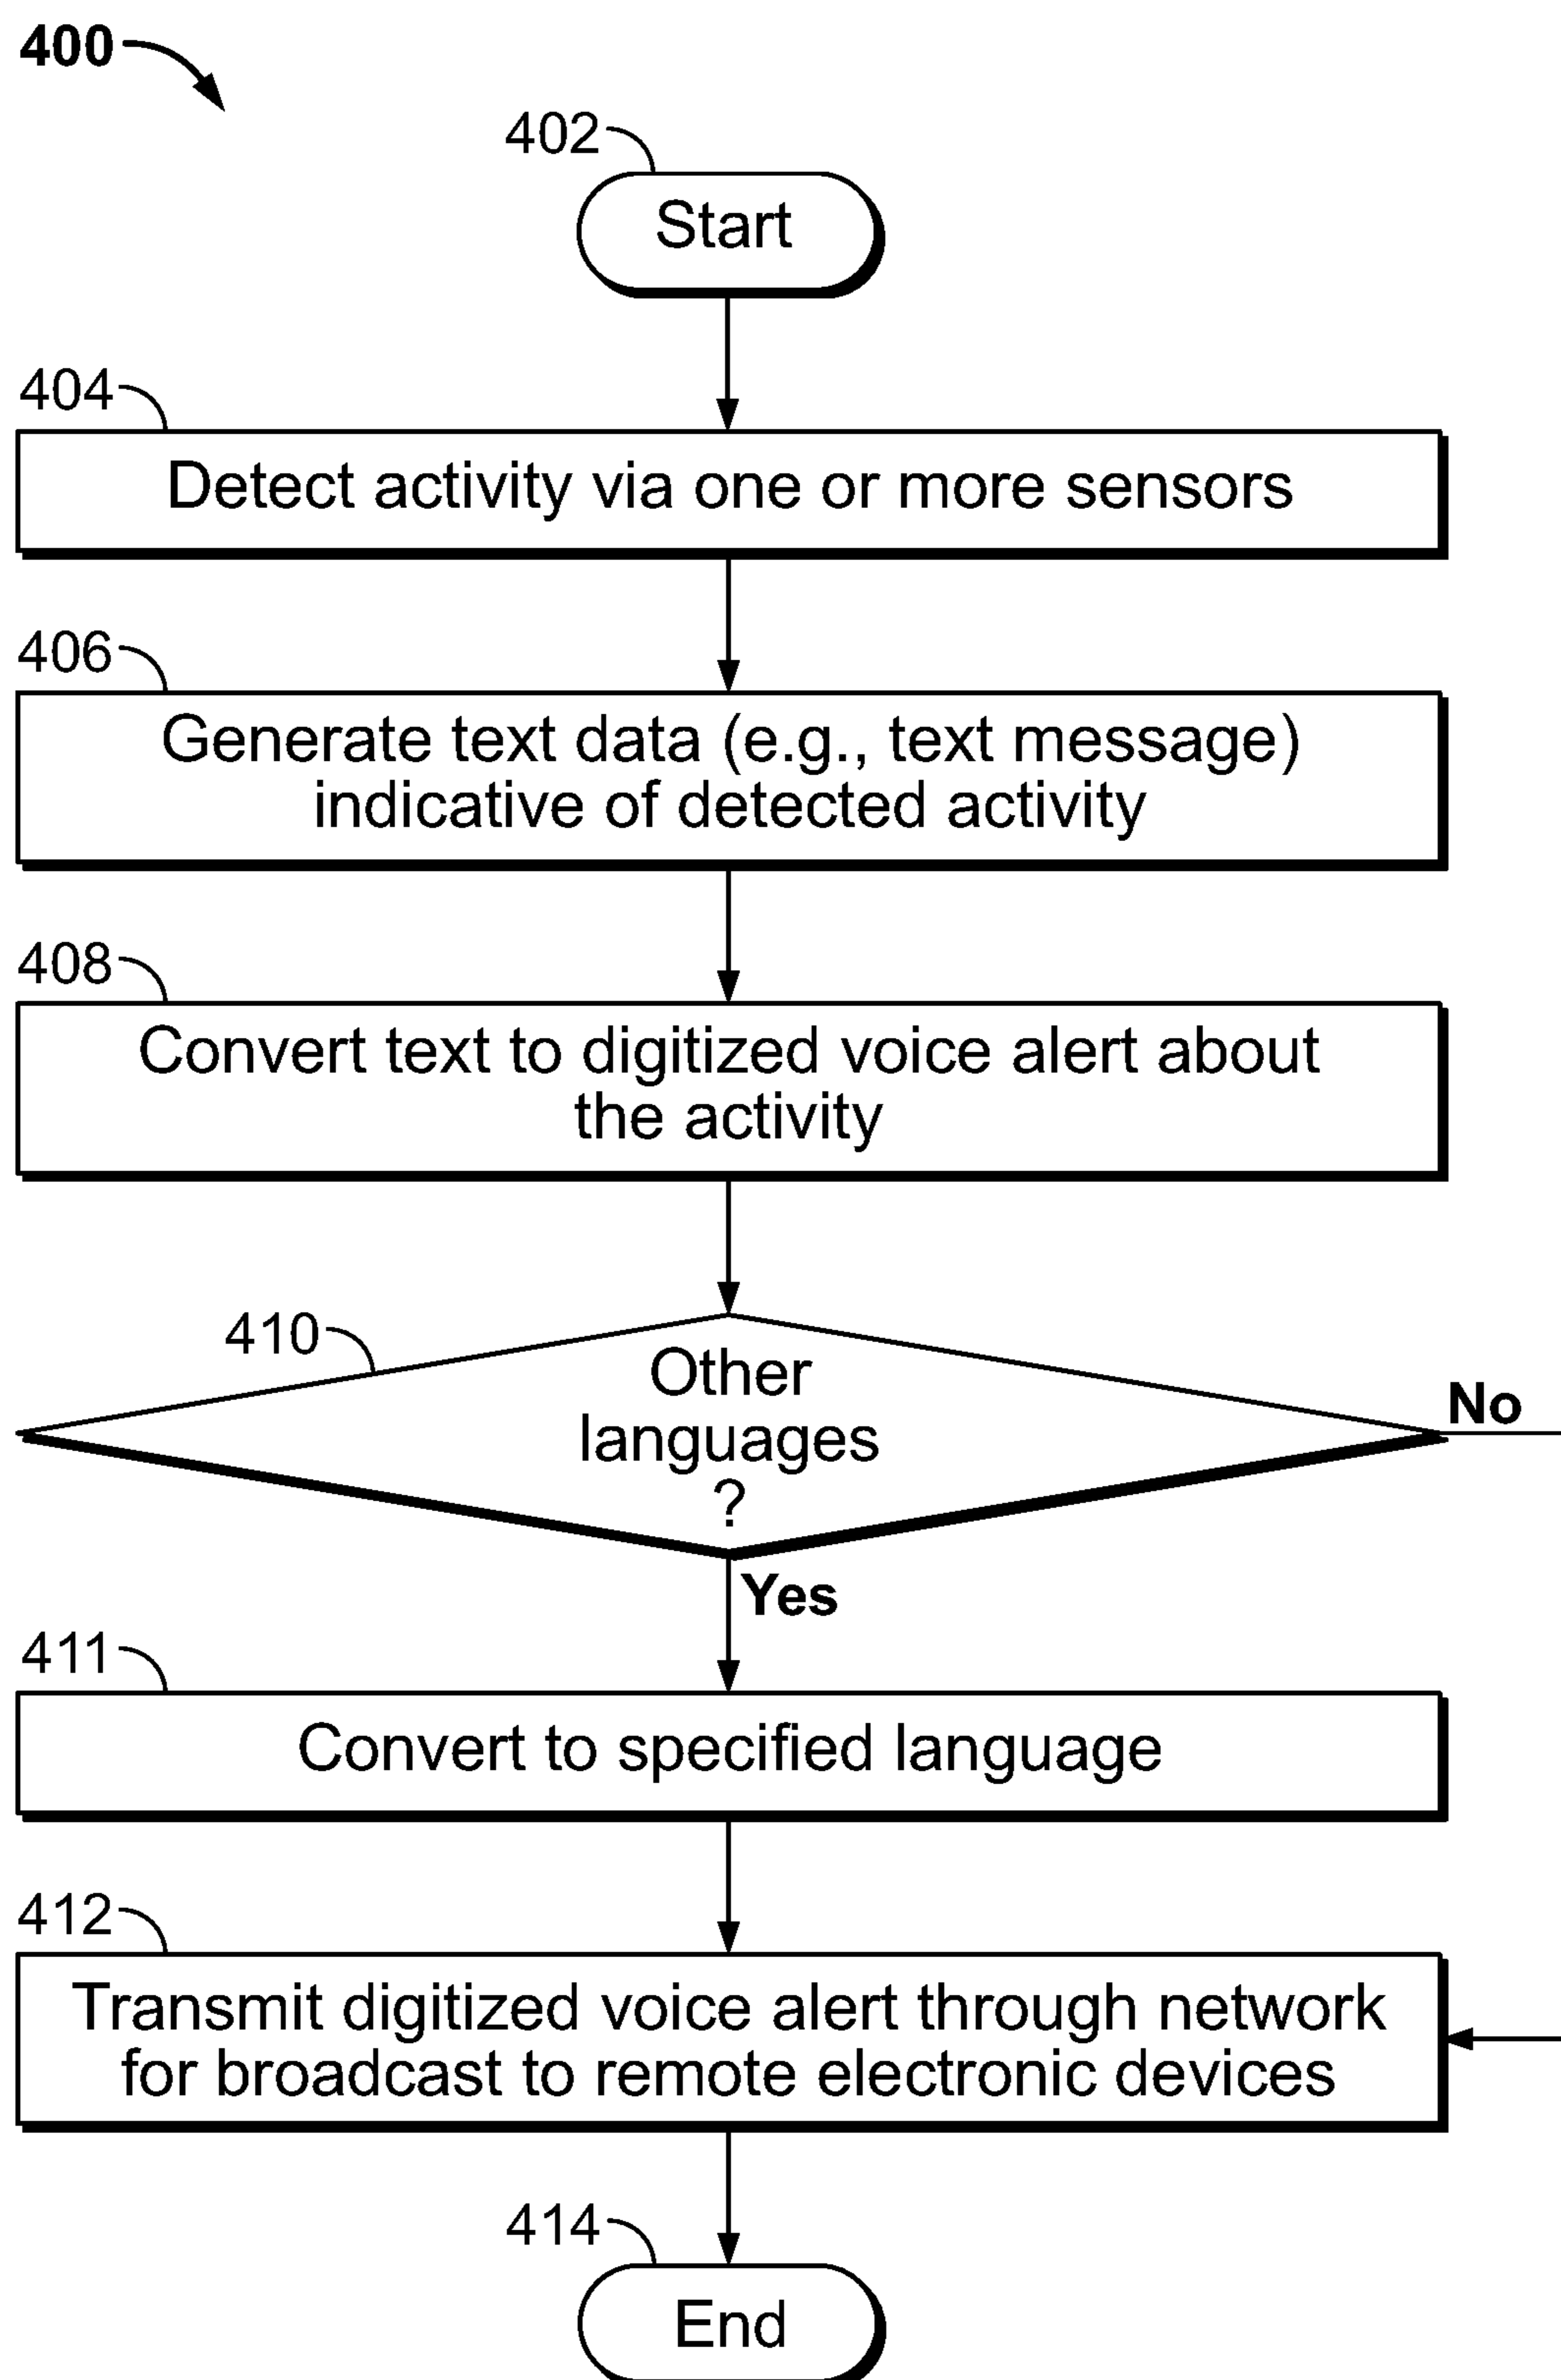 400
402
Start
404
Detect activity via one or more sensors
406
Generate text data (e.g., text message)
indicative of detected activity
408
Convert text to digitized voice alert about
the activity
410
Other
languages
?
No
Yes
411
Convert to specified language
412
Transmit digitized voice alert through network
for broadcast to remote electronic devices
414
End